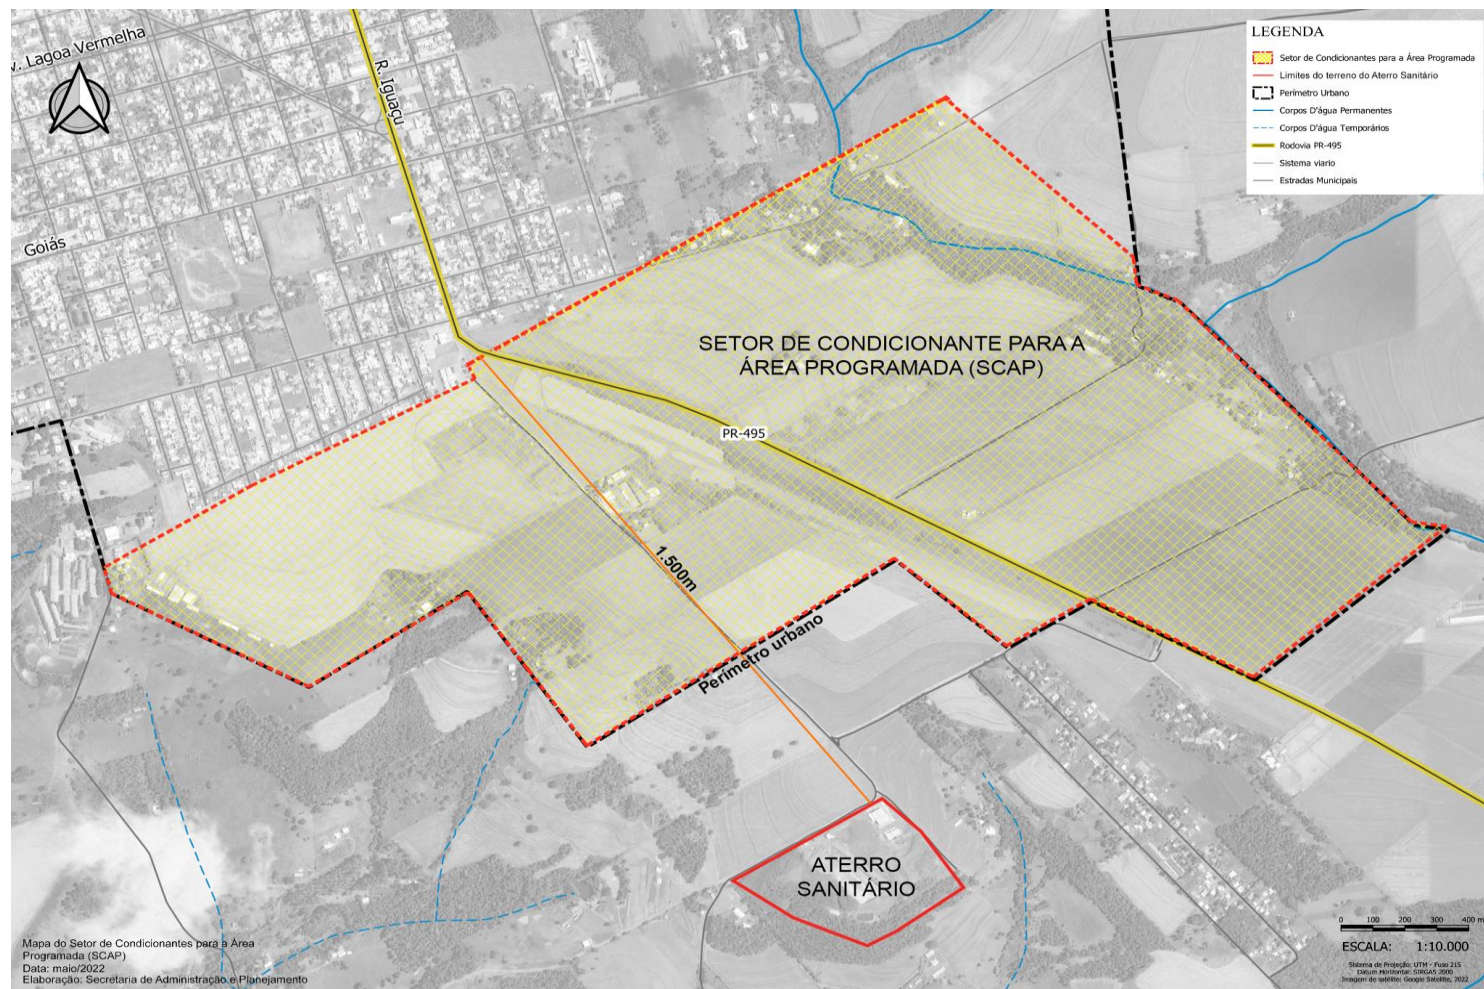 v. Lagoa Vermelha
R. Iguaçu
Goiás
LEGENDA
Setor de Condicionantes para a Área Programada
Limites do terreno do Aterro Sanitário
Perímetro Urbano
Corpos D'água Permanentes
Corpos D'água Temporários
Rodovia PR-495
Sistema viario
Estradas Municipais
SETOR DE CONDICIONANTE PARA A
ÁREA PROGRAMADA (SCAP)
PR-495
1.500m
Perímetro urbano
ATERRO
SANITÁRIO
Mapa do Setor de Condicionantes para a Área
Programada (SCAP)
Data: maio/2022
Elaboração: Secretaria de Administração e Planejamento
0 100 200 300 400 m
ESCALA: 1:10.000
Sistema de Projeção: UTM - Fuso 21S
Datum Horizontal: SIRGAS 2000
Imagem de satélite: Google Satellite, 2022